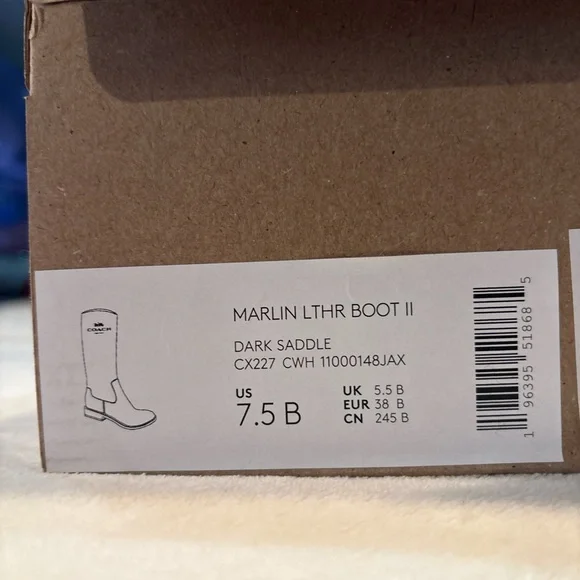 COACH
MARLIN LTHR BOOT II
DARK SADDLE
CX227 CWH 11000148JAX
US
7.5 B
UK 5.5 B
EUR 38 B
CN 245 B
1 96395 51868 5